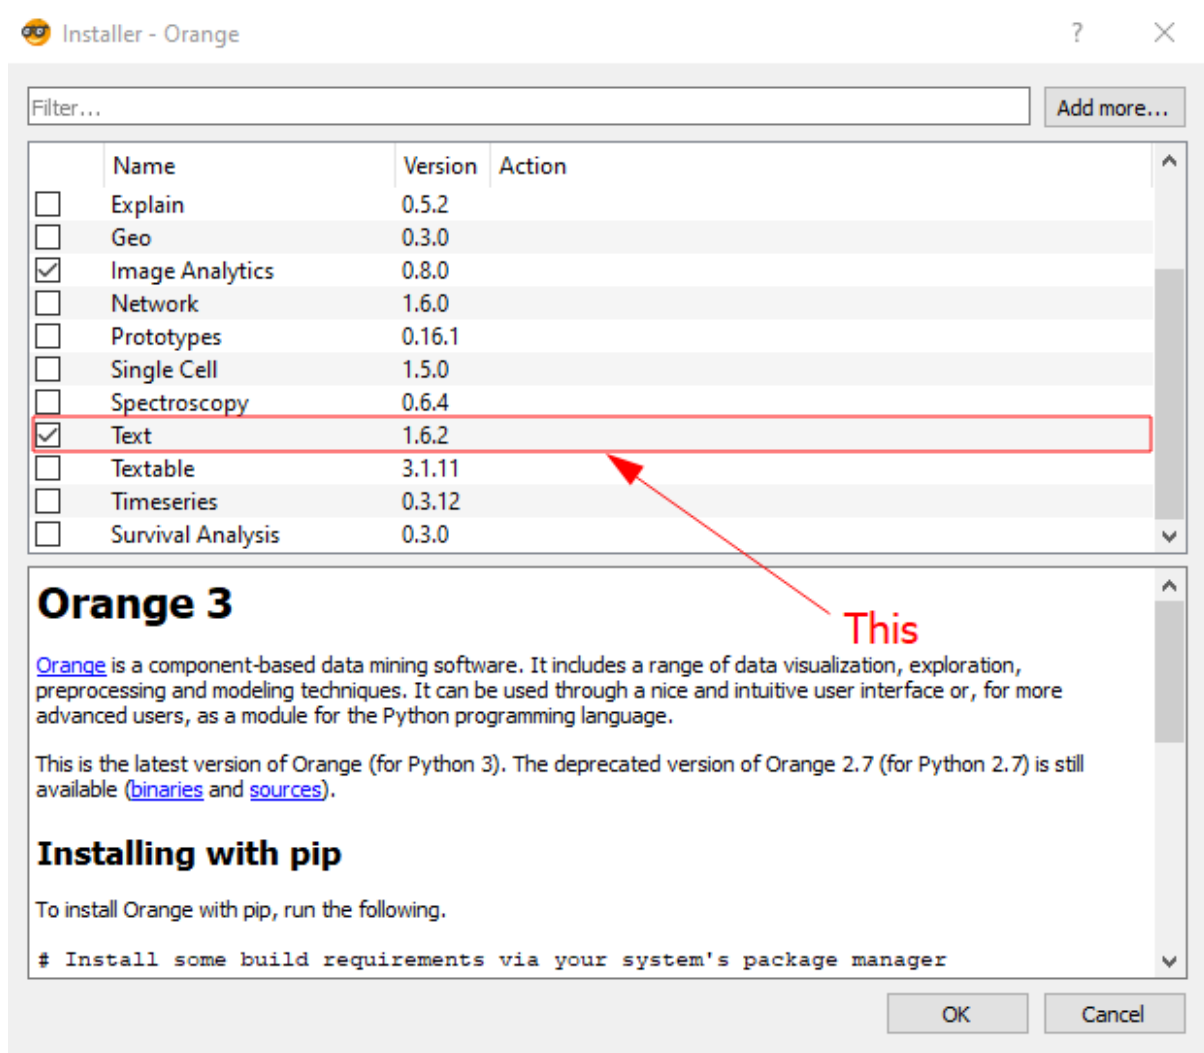 Installer - Orange
Filter...
Add more...
Name Version Action
Explain 0.5.2
Geo 0.3.0
Image Analytics 0.8.0
Network 1.6.0
Prototypes 0.16.1
Single Cell 1.5.0
Spectroscopy 0.6.4
Text 1.6.2
Textable 3.1.11
Timeseries 0.3.12
Survival Analysis 0.3.0
This
Orange 3
Orange is a component-based data mining software. It includes a range of data visualization, exploration,
preprocessing and modeling techniques. It can be used through a nice and intuitive user interface or, for more
advanced users, as a module for the Python programming language.
This is the latest version of Orange (for Python 3). The deprecated version of Orange 2.7 (for Python 2.7) is still
available (binaries and sources).
Installing with pip
To install Orange with pip, run the following.
# Install some build requirements via your system's package manager
OK Cancel